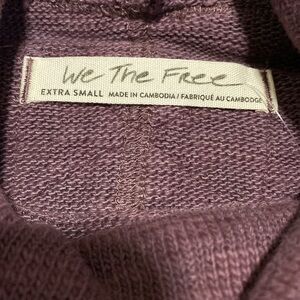 We The Free
EXTRA SMALL MADE IN CAMBODIA / FABRIQUÉ AU CAMBODGE